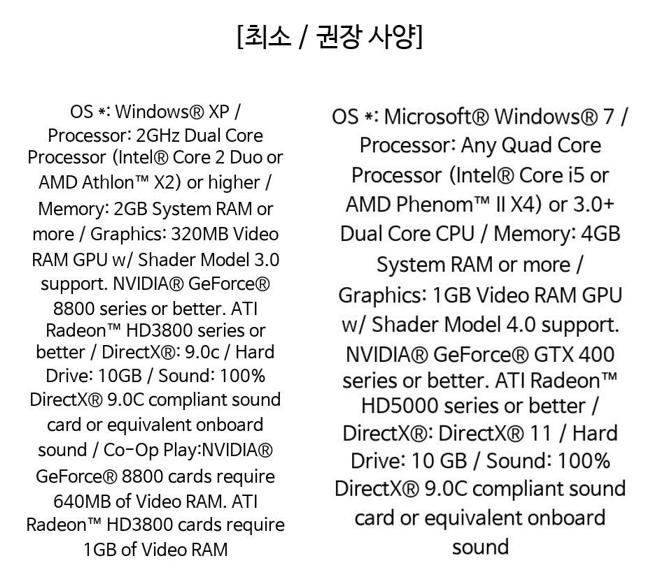 [최소 / 권장 사양]
OS *: Windows® XP /
Processor: 2GHz Dual Core
Processor (Intel® Core 2 Duo or
AMD Athlon™ X2) or higher /
Memory: 2GB System RAM or
more / Graphics: 320MB Video
RAM GPU w/ Shader Model 3.0
support. NVIDIA® GeForce®
8800 series or better. ATI
Radeon™ HD3800 series or
better / DirectX®: 9.0c / Hard
Drive: 10GB / Sound: 100%
DirectX® 9.0C compliant sound
card or equivalent onboard
sound / Co-Op Play:NVIDIA®
GeForce® 8800 cards require
640MB of Video RAM. ATI
Radeon™ HD3800 cards require
1GB of Video RAM
OS *: Microsoft® Windows® 7 /
Processor: Any Quad Core
Processor (Intel® Core i5 or
AMD Phenom™ II X4) or 3.0+
Dual Core CPU / Memory: 4GB
System RAM or more /
Graphics: 1GB Video RAM GPU
w/ Shader Model 4.0 support.
NVIDIA® GeForce® GTX 400
series or better. ATI Radeon™
HD5000 series or better /
DirectX®: DirectX® 11 / Hard
Drive: 10 GB / Sound: 100%
DirectX® 9.0C compliant sound
card or equivalent onboard
sound